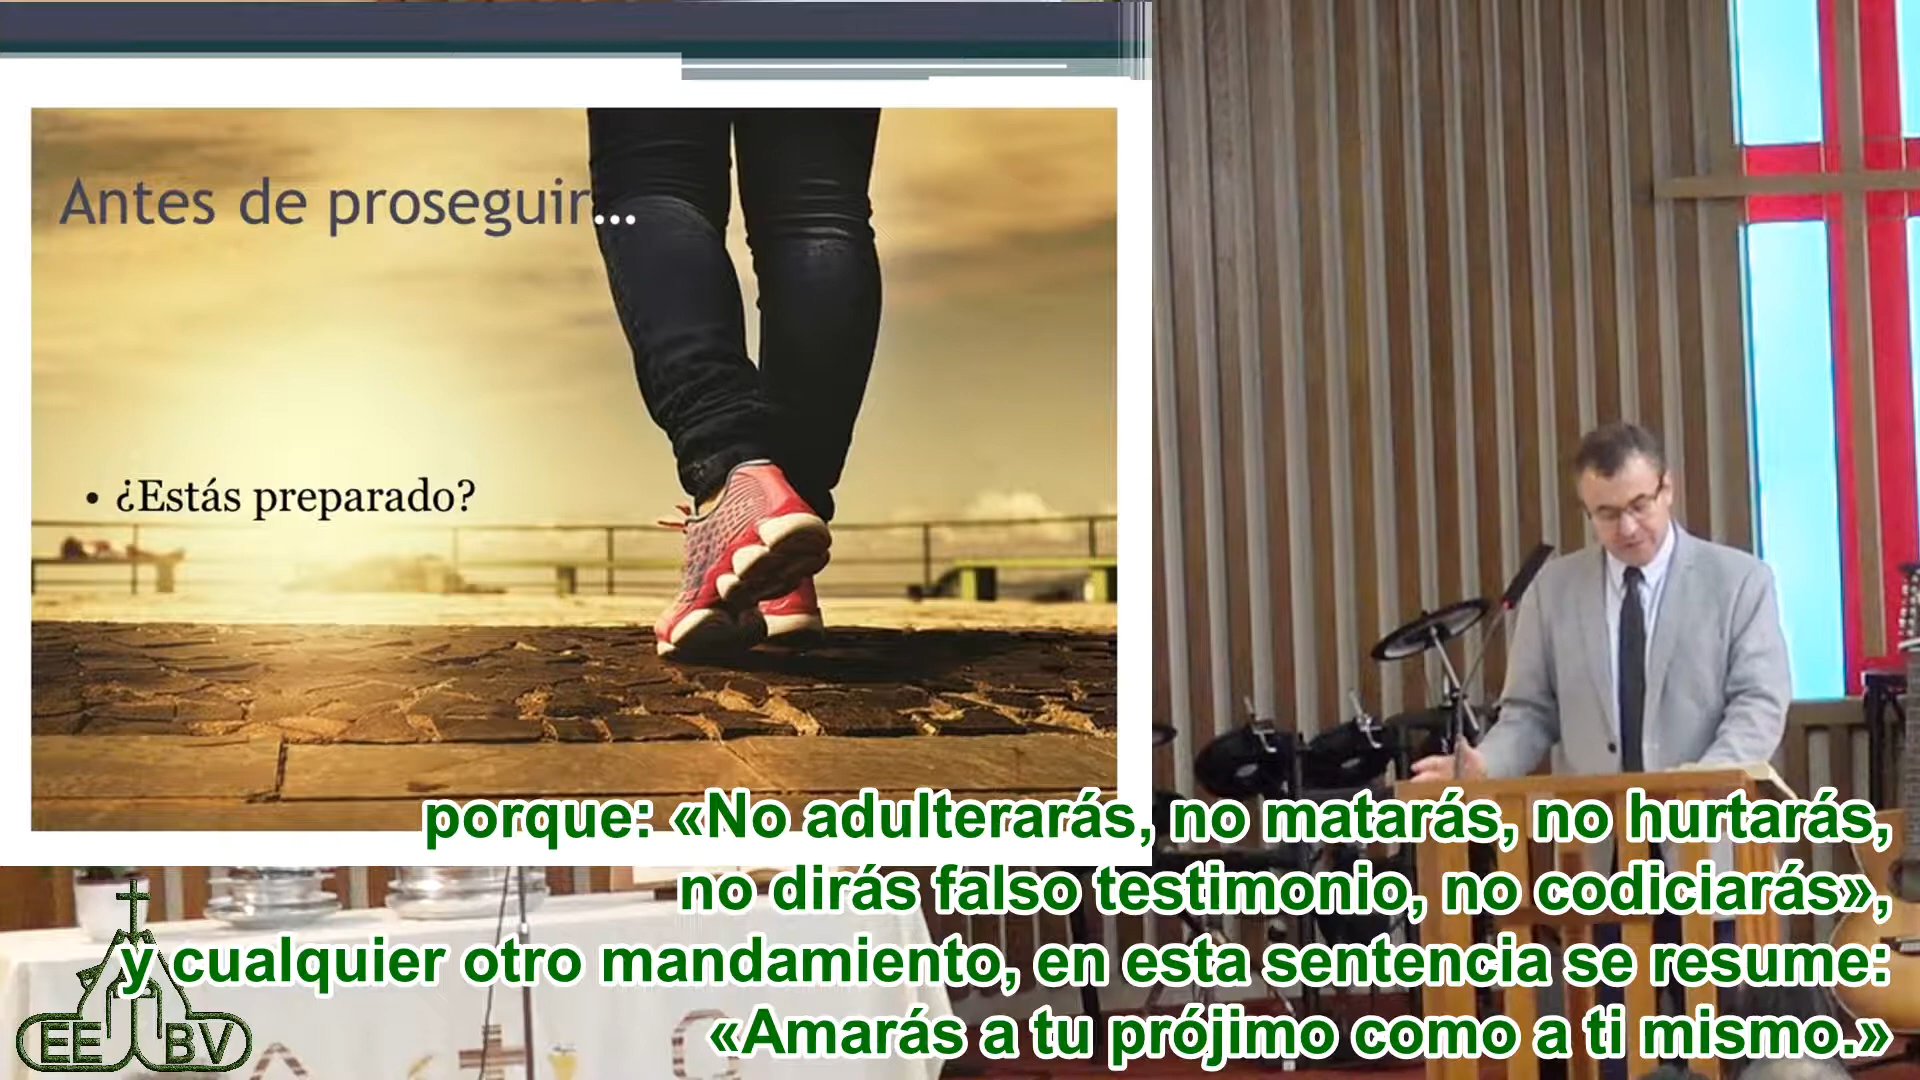 Antes de proseguir...
• ¿Estás preparado?
porque: «No adulterarás, no matarás, no hurtarás,
no dirás falso testimonio, no codiciarás»,
y cualquier otro mandamiento, en esta sentencia se resume:
«Amarás a tu prójimo como a ti mismo.»
EE BV